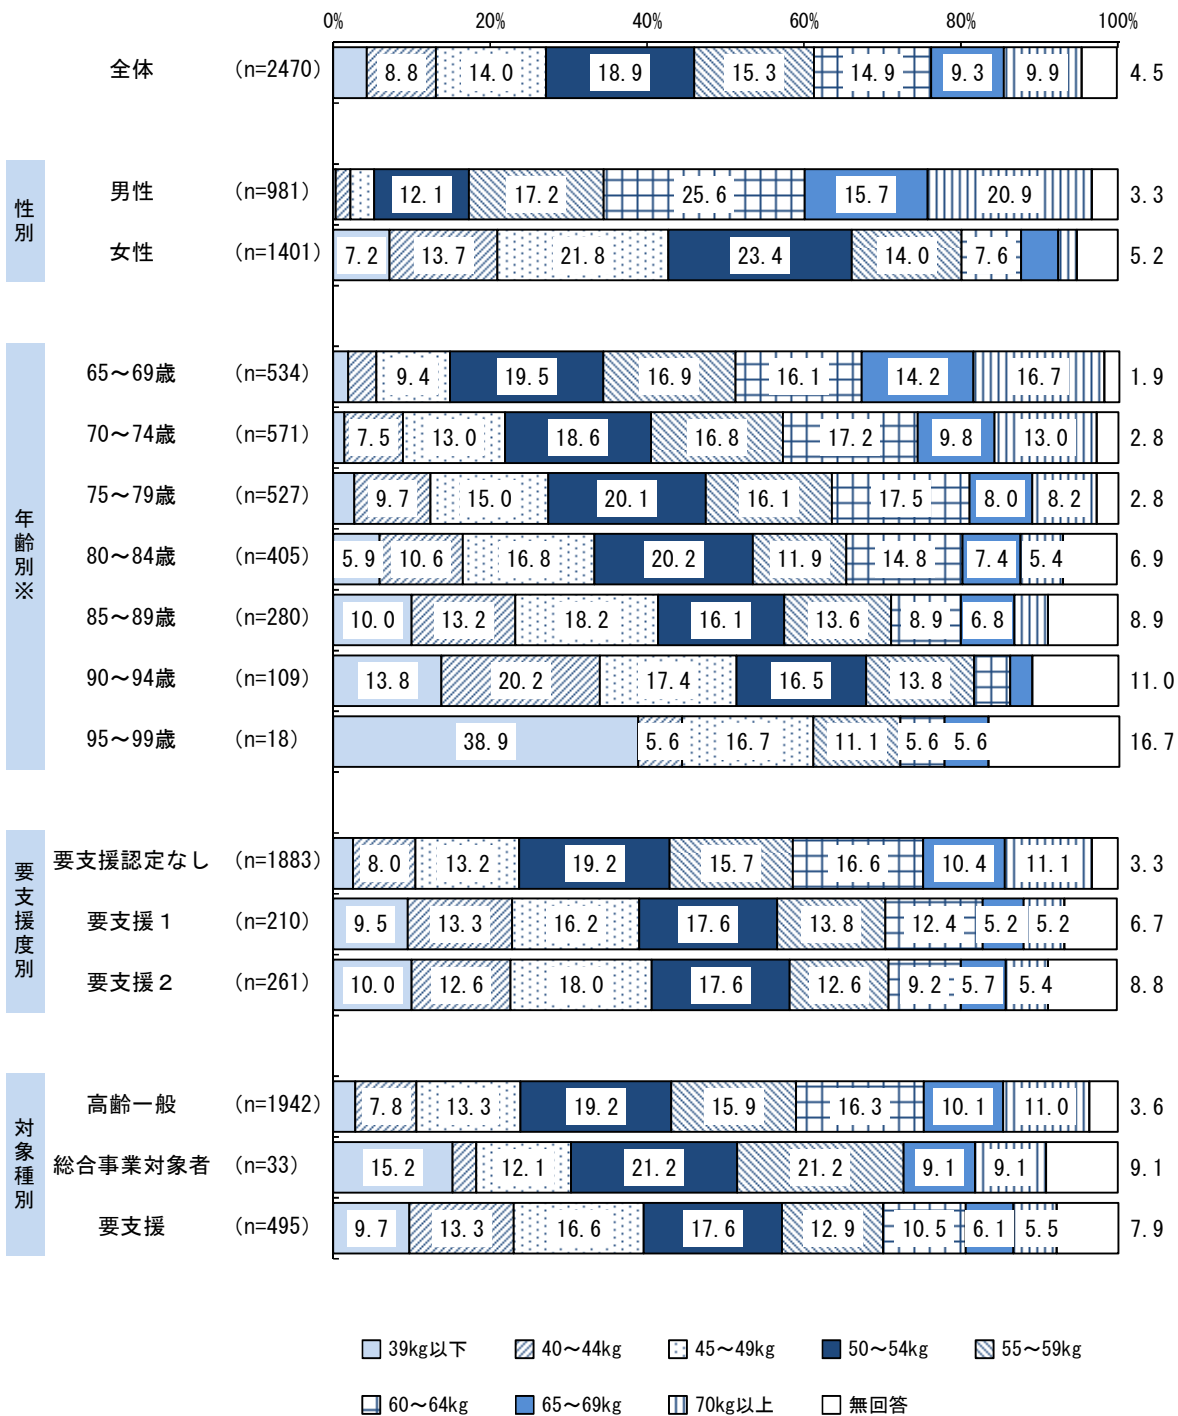 0% 20% 40% 60% 80% 100%
全体 (n=2470) 8.8 14.0 18.9 15.3 14.9 9.3 9.9 4.5
性別
男性 (n=981) 12.1 17.2 25.6 15.7 20.9 3.3
女性 (n=1401) 7.2 13.7 21.8 23.4 14.0 7.6 5.2
年齢別※
65～69歳 (n=534) 9.4 19.5 16.9 16.1 14.2 16.7 1.9
70～74歳 (n=571) 7.5 13.0 18.6 16.8 17.2 9.8 13.0 2.8
75～79歳 (n=527) 9.7 15.0 20.1 16.1 17.5 8.0 8.2 2.8
80～84歳 (n=405) 5.9 10.6 16.8 20.2 11.9 14.8 7.4 5.4 6.9
85～89歳 (n=280) 10.0 13.2 18.2 16.1 13.6 8.9 6.8 8.9
90～94歳 (n=109) 13.8 20.2 17.4 16.5 13.8 11.0
95～99歳 (n=18) 38.9 5.6 16.7 11.1 5.6 5.6 16.7
要支援度別
要支援認定なし (n=1883) 8.0 13.2 19.2 15.7 16.6 10.4 11.1 3.3
要支援１ (n=210) 9.5 13.3 16.2 17.6 13.8 12.4 5.2 5.2 6.7
要支援２ (n=261) 10.0 12.6 18.0 17.6 12.6 9.2 5.7 5.4 8.8
対象種別
高齢一般 (n=1942) 7.8 13.3 19.2 15.9 16.3 10.1 11.0 3.6
総合事業対象者 (n=33) 15.2 12.1 21.2 21.2 9.1 9.1 9.1
要支援 (n=495) 9.7 13.3 16.6 17.6 12.9 10.5 6.1 5.5 7.9
39kg以下 40～44kg 45～49kg 50～54kg 55～59kg
60～64kg 65～69kg 70kg以上 無回答